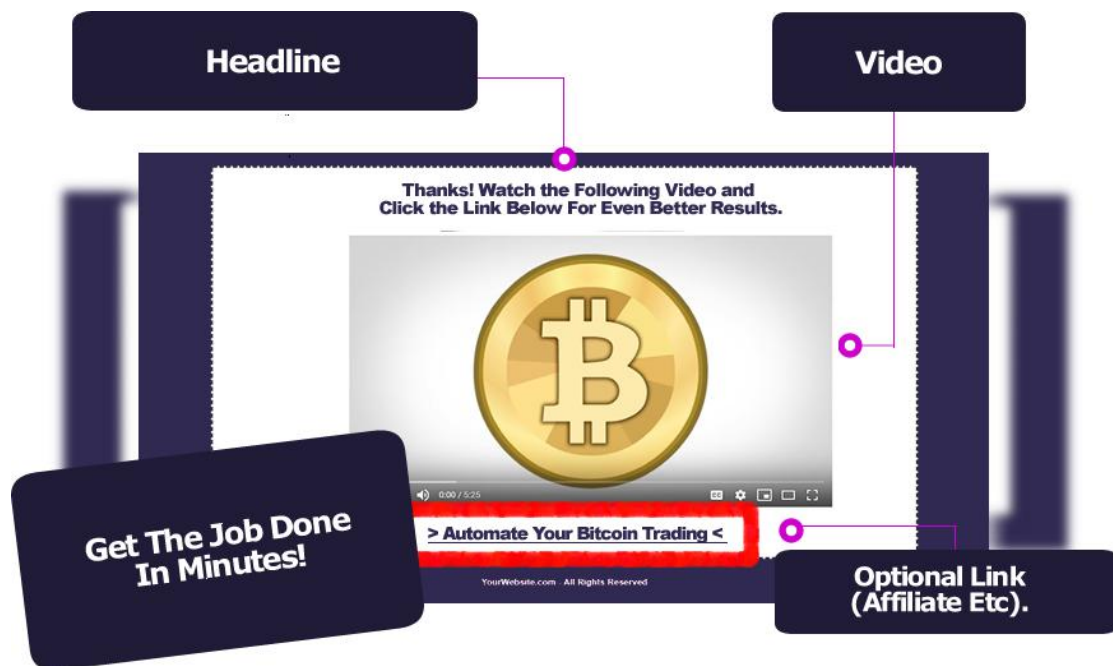 Headline
Video
Thanks! Watch the Following Video and
Click the Link Below For Even Better Results.
0:00 / 5:25
CC
> Automate Your Bitcoin Trading <
Get The Job Done
In Minutes!
YourWebsite.com - All Rights Reserved
Optional Link
(Affiliate Etc).